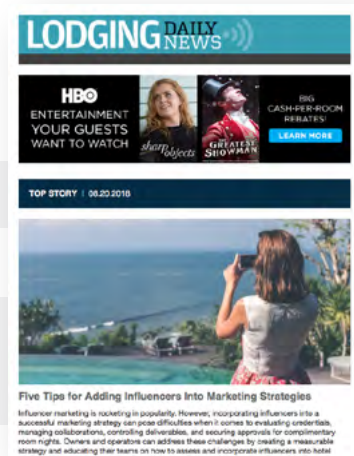 LODGING DAILY NEWS
HBO
ENTERTAINMENT
YOUR GUESTS
WANT TO WATCH
sharp objects
THE GREATEST SHOWMAN
BIG
CASH-PER-ROOM
REBATES!
LEARN MORE
TOP STORY | 08.20.2018
Five Tips for Adding Influencers Into Marketing Strategies
Influencer marketing is rocketing in popularity. However, incorporating influencers into a
successful marketing strategy can pose difficulties when it comes to evaluating credentials,
managing collaborations, controlling deliverables, and securing approvals for complimentary
room nights. Owners and operators can address these challenges by creating a measurable
strategy and educating their teams on how to assess and incorporate influencers into hotel